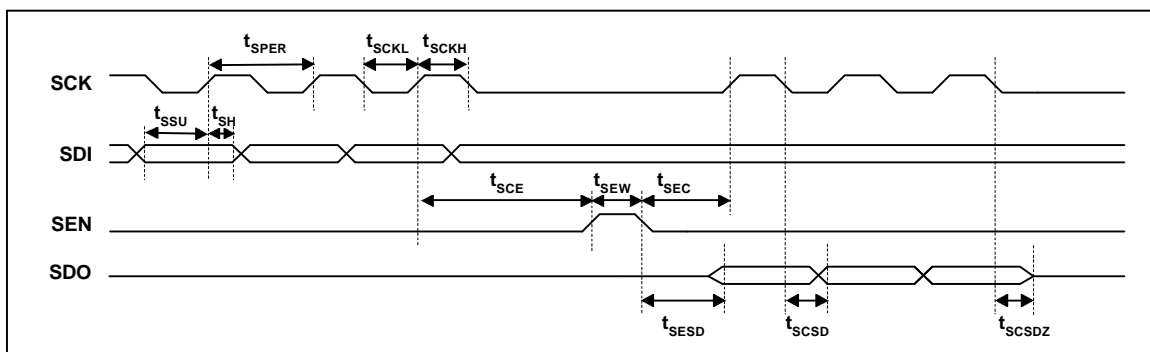 tSPER tSCKL tSCKH
SCK
tSSU tSH
SDI
tSCE tSEW tSEC
SEN
SDO
tSESD tSCSD tSCSDZ